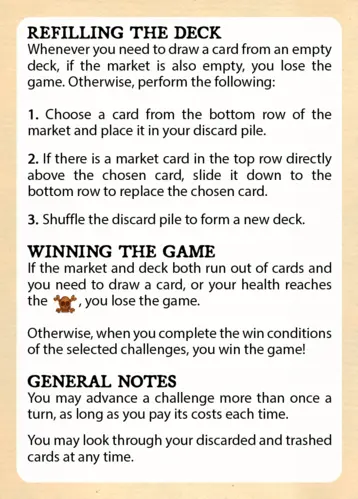 REFILLING THE DECK
Whenever you need to draw a card from an empty
deck, if the market is also empty, you lose the
game. Otherwise, perform the following:
1. Choose a card from the bottom row of the
market and place it in your discard pile.
2. If there is a market card in the top row directly
above the chosen card, slide it down to the
bottom row to replace the chosen card.
3. Shuffle the discard pile to form a new deck.
WINNING THE GAME
If the market and deck both run out of cards and
you need to draw a card, or your health reaches
the , you lose the game.
Otherwise, when you complete the win conditions
of the selected challenges, you win the game!
GENERAL NOTES
You may advance a challenge more than once a
turn, as long as you pay its costs each time.
You may look through your discarded and trashed
cards at any time.